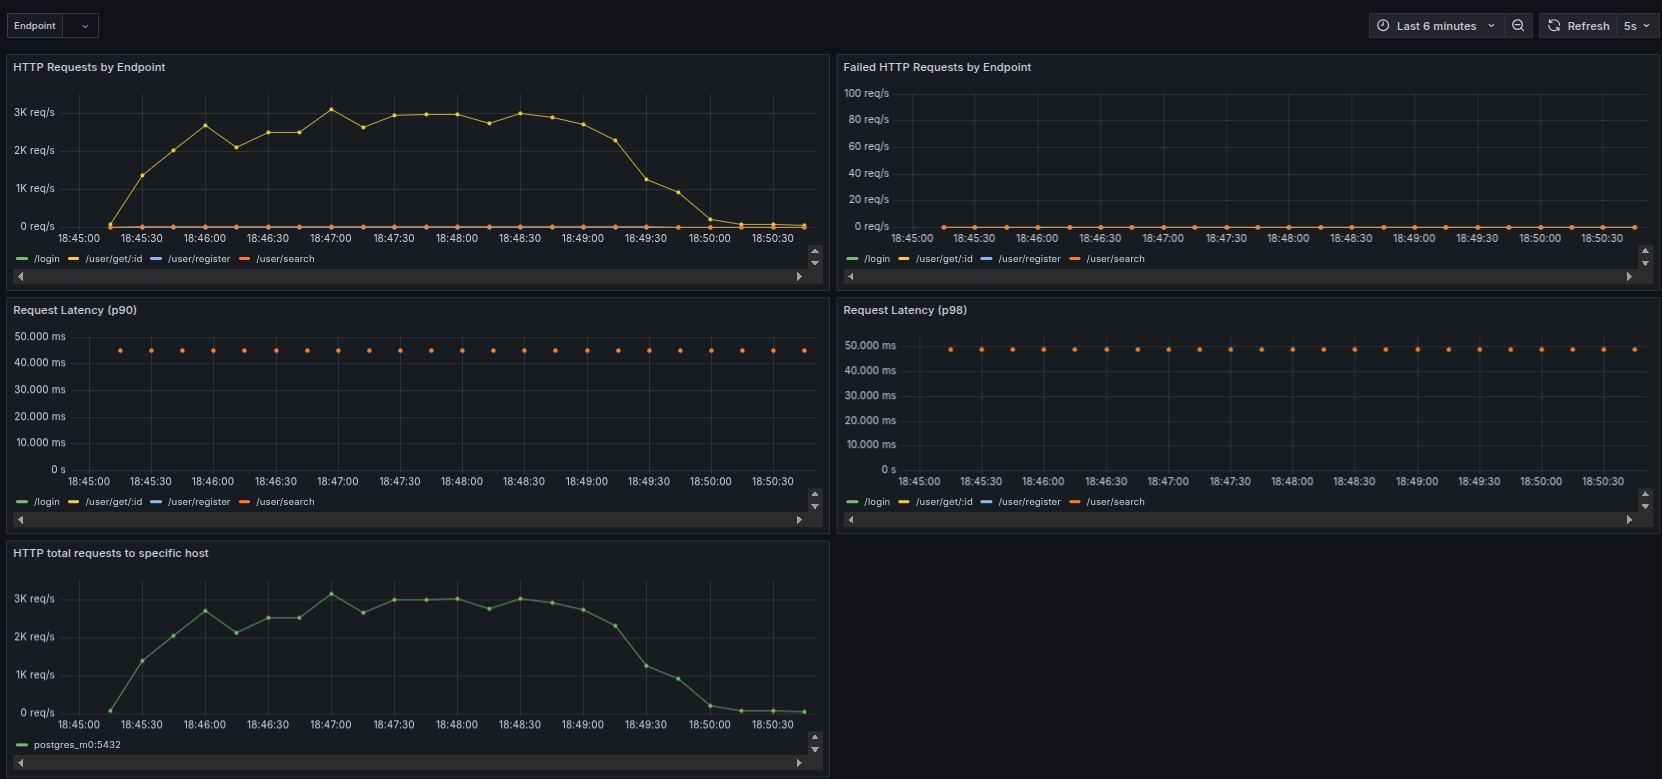 Endpoint
Last 6 minutes
Refresh
5s
HTTP Requests by Endpoint
3K req/s
2K req/s
1K req/s
0 req/s
18:45:00 18:45:30 18:46:00 18:46:30 18:47:00 18:47:30 18:48:00 18:48:30 18:49:00 18:49:30 18:50:00 18:50:30
/login /user/get/:id /user/register /user/search
Failed HTTP Requests by Endpoint
100 req/s
80 req/s
60 req/s
40 req/s
20 req/s
0 req/s
18:45:00 18:45:30 18:46:00 18:46:30 18:47:00 18:47:30 18:48:00 18:48:30 18:49:00 18:49:30 18:50:00 18:50:30
/login /user/get/:id /user/register /user/search
Request Latency (p90)
50.000 ms
40.000 ms
30.000 ms
20.000 ms
10.000 ms
0 s
18:45:00 18:45:30 18:46:00 18:46:30 18:47:00 18:47:30 18:48:00 18:48:30 18:49:00 18:49:30 18:50:00 18:50:30
/login /user/get/:id /user/register /user/search
Request Latency (p98)
50.000 ms
40.000 ms
30.000 ms
20.000 ms
10.000 ms
0 s
18:45:00 18:45:30 18:46:00 18:46:30 18:47:00 18:47:30 18:48:00 18:48:30 18:49:00 18:49:30 18:50:00 18:50:30
/login /user/get/:id /user/register /user/search
HTTP total requests to specific host
3K req/s
2K req/s
1K req/s
0 req/s
18:45:00 18:45:30 18:46:00 18:46:30 18:47:00 18:47:30 18:48:00 18:48:30 18:49:00 18:49:30 18:50:00 18:50:30
postgres_m0:5432